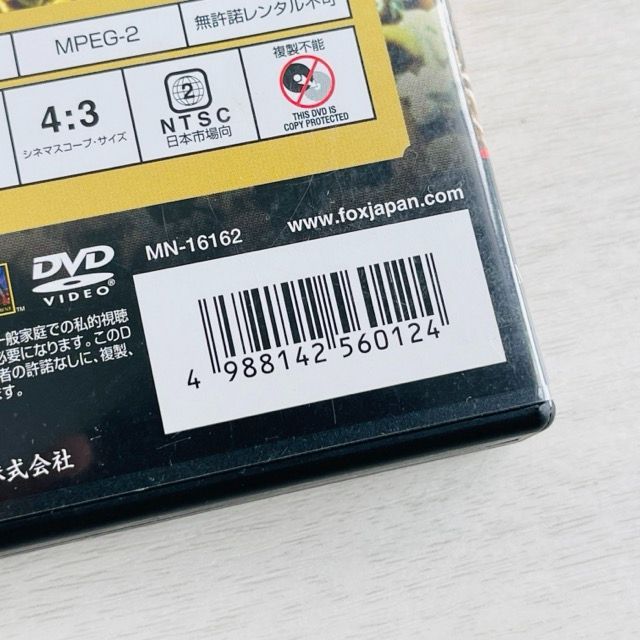 MPEG-2
無許諾レンタル不可
4:3
シネマスコープ・サイズ
2
NTSC
日本市場向
複製不能
THIS DVD IS
COPY PROTECTED
www.foxjapan.com
MN-16162
DVD
VIDEO®
一般家庭での私的視聴
必要になります。このD
者の許諾なしに、複製、
ます。
4 988142 560124
式会社